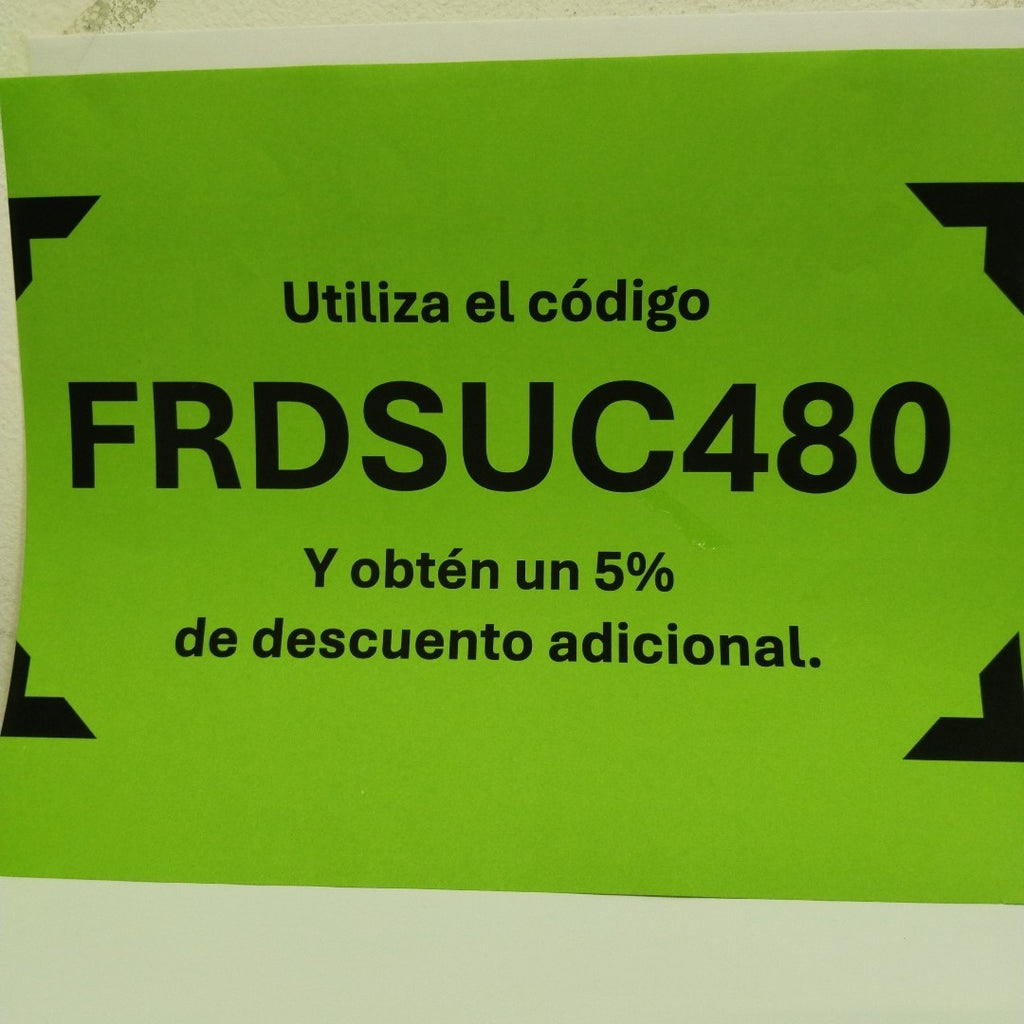 Utiliza el código
FRDSUC480
Y obtén un 5%
de descuento adicional.